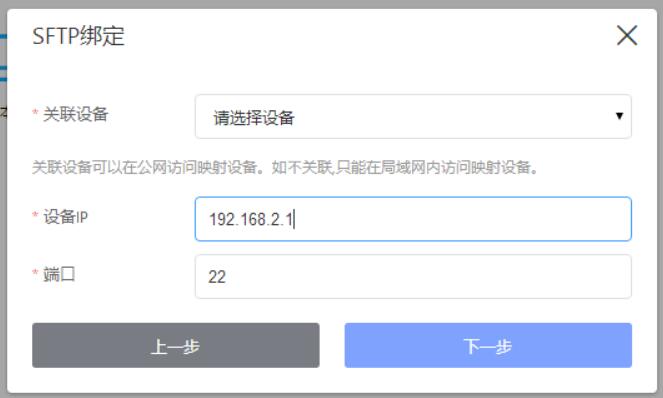 SFTP绑定
* 关联设备
请选择设备
关联设备可以在公网访问映射设备。如不关联,只能在局域网内访问映射设备。
* 设备IP
192.168.2.1
* 端口
22
上一步
下一步